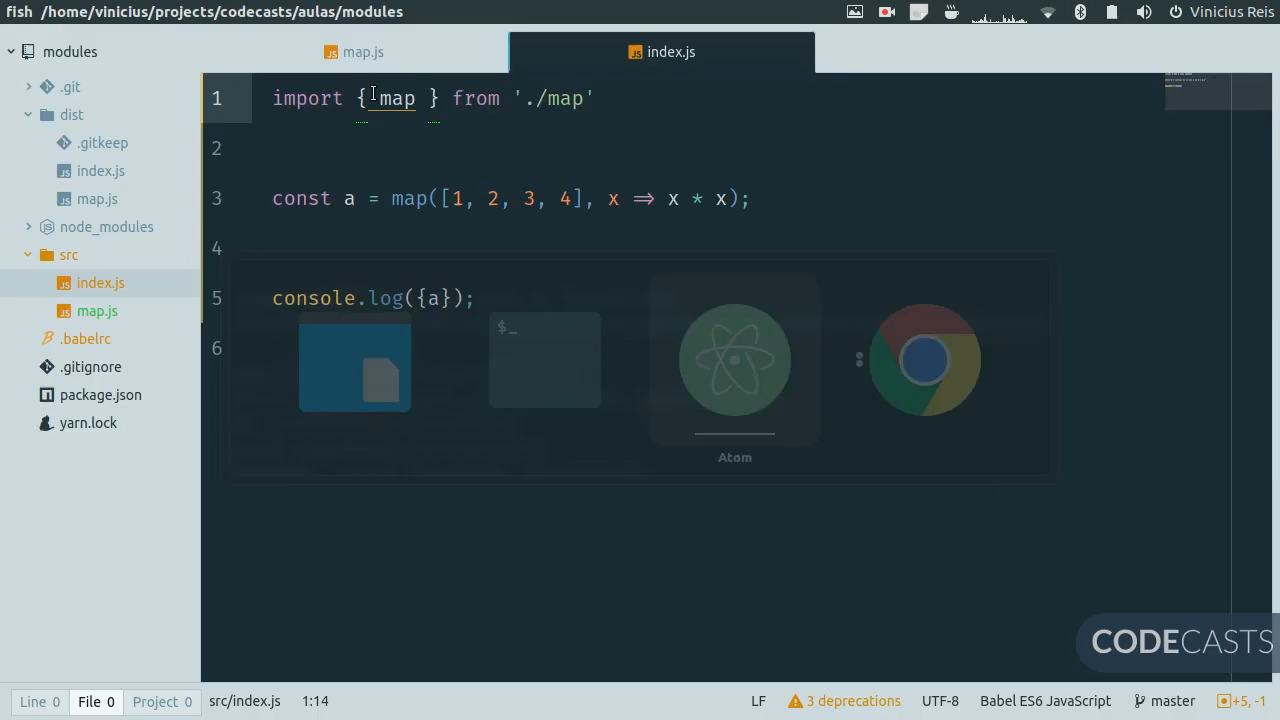 fish /home/vinicius/projects/codecasts/aulas/modules
Vinicius Reis
modules
map.js
index.js
.git
dist
.gitkeep
index.js
map.js
node_modules
src
index.js
map.js
.babelrc
.gitignore
package.json
yarn.lock
1 import { map } from './map'
2
3 const a = map([1, 2, 3, 4], x => x * x);
4
5 console.log({a});
6
$_
Atom
CODECASTS
Line 0 File 0 Project 0 src/index.js 1:14 LF 3 deprecations UTF-8 Babel ES6 JavaScript master +5, -1